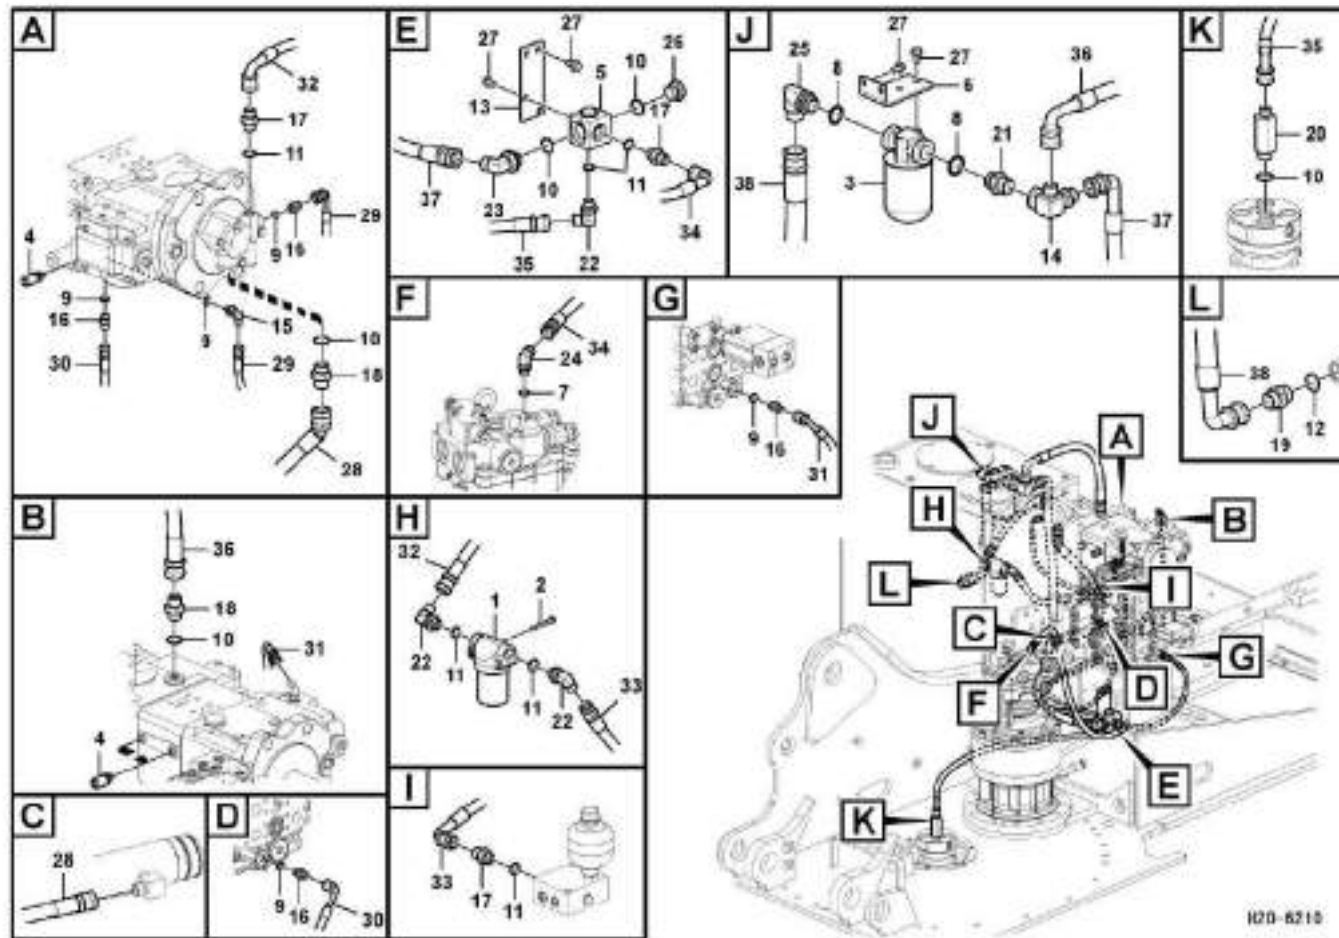 A
32
17
11
29
9 16
4
9
16
30
9
15
29
10
18
28
E
27
27
13
5
10
26
17
10
11
37
23
35
22
34
J
25
8
27
27
6
36
8
21
38
3
14
37
K
35
20
10
L
38
19
12
F
34
24
7
G
9
16
31
B
36
18
10
31
4
H
32
1
2
22
11
11
22
33
C
28
D
9
16
30
I
33
17
11
J
A
H
B
L
I
C
G
F
D
E
K
H20-6210